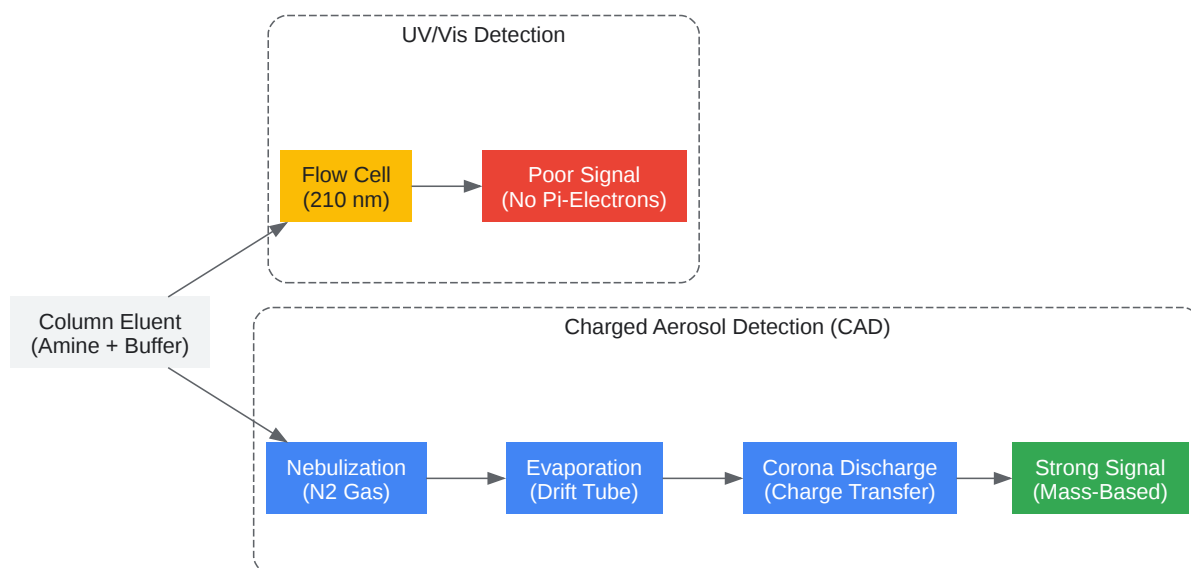 UV/Vis Detection
Flow Cell
(210 nm)
Poor Signal
(No Pi-Electrons)
Column Eluent
(Amine + Buffer)
Charged Aerosol Detection (CAD)
Nebulization
(N2 Gas)
Evaporation
(Drift Tube)
Corona Discharge
(Charge Transfer)
Strong Signal
(Mass-Based)